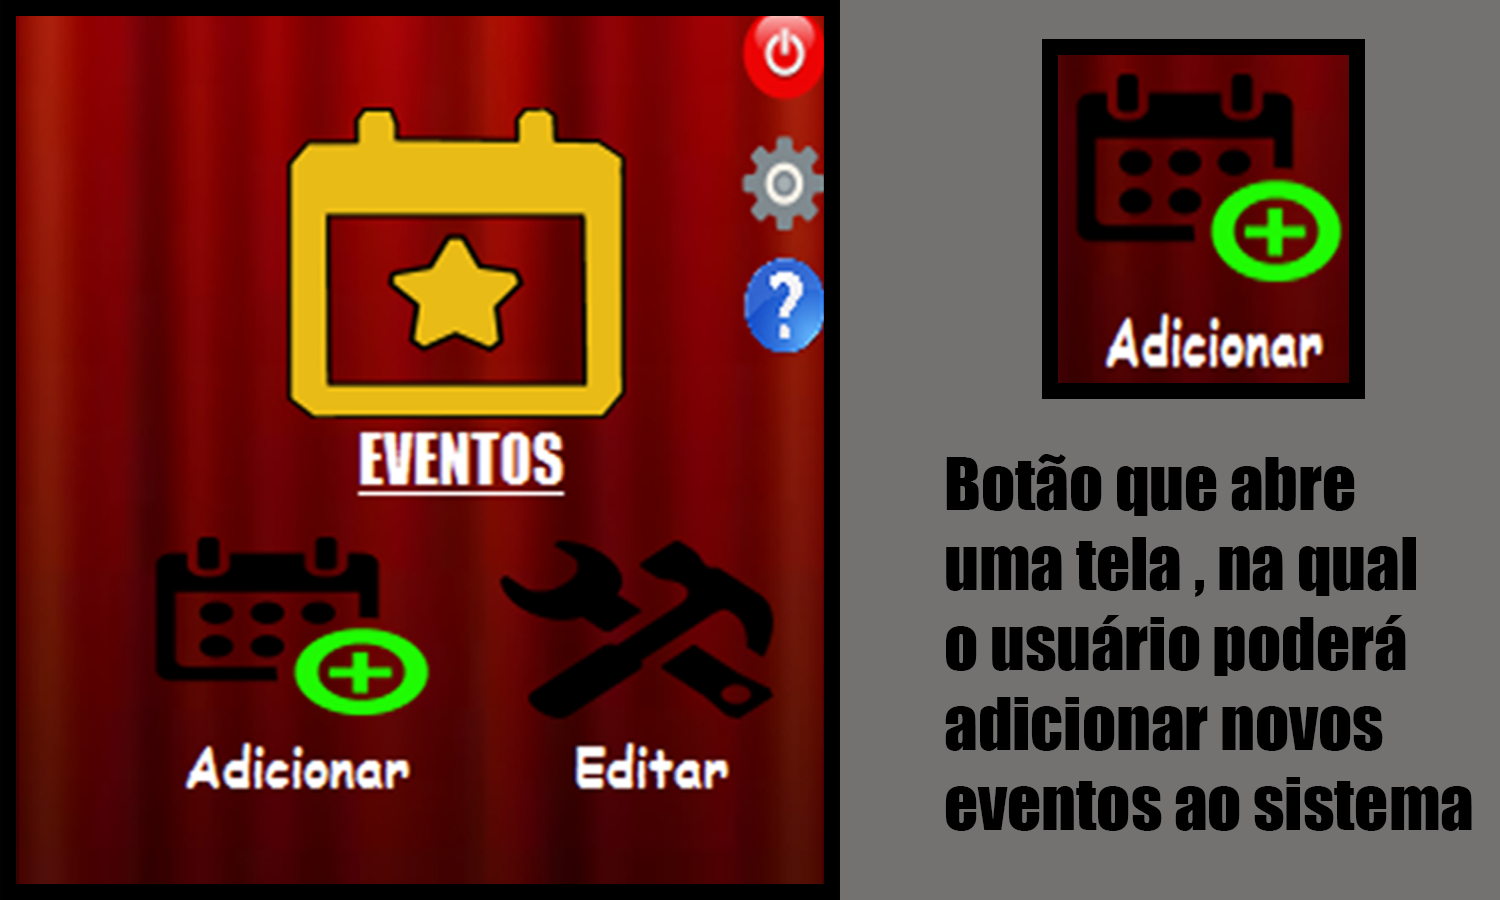 EVENTOS
Adicionar
Editar
Adicionar
Botão que abre
uma tela , na qual
o usuário poderá
adicionar novos
eventos ao sistema